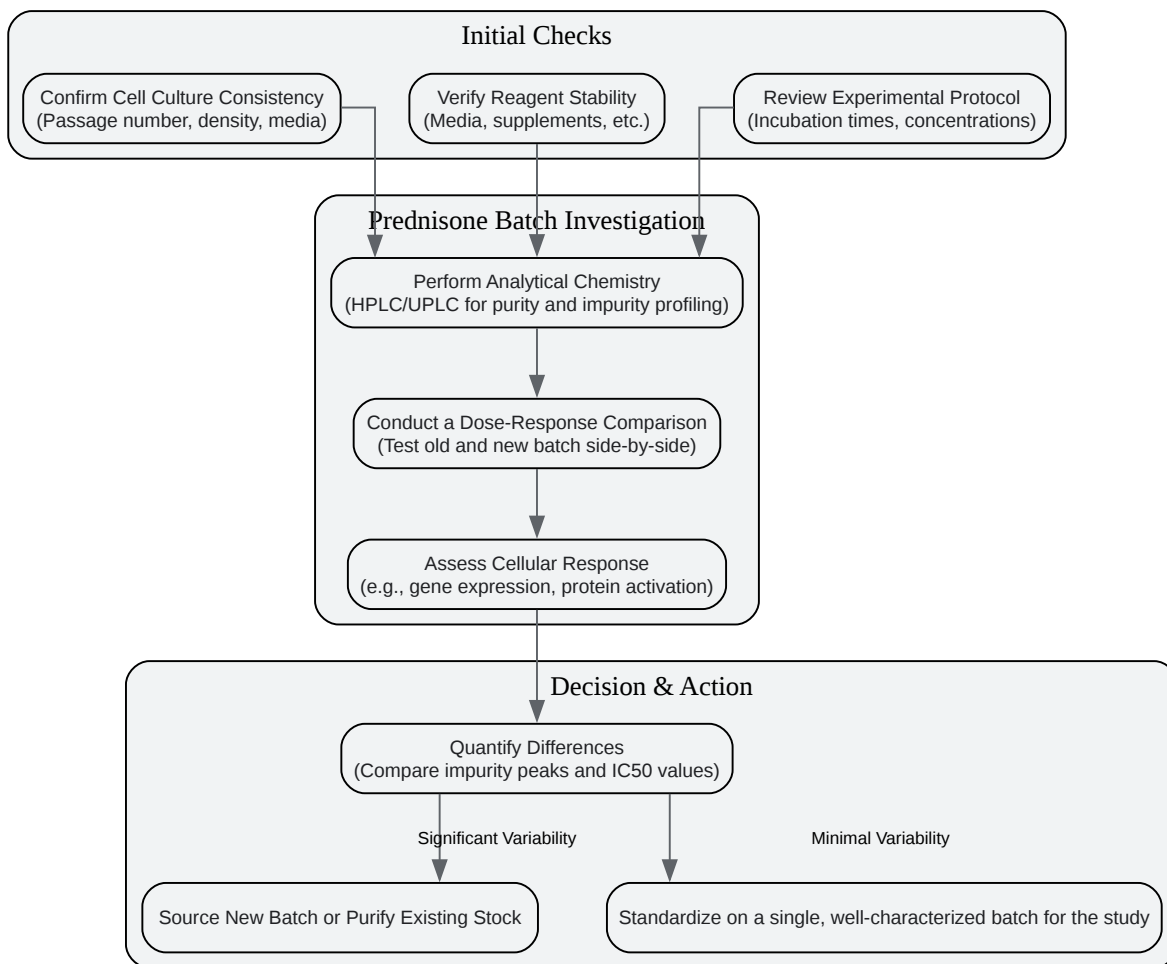 Initial Checks
Confirm Cell Culture Consistency
(Passage number, density, media)
Verify Reagent Stability
(Media, supplements, etc.)
Review Experimental Protocol
(Incubation times, concentrations)
Prednisone Batch Investigation
Perform Analytical Chemistry
(HPLC/UPLC for purity and impurity profiling)
Conduct a Dose-Response Comparison
(Test old and new batch side-by-side)
Assess Cellular Response
(e.g., gene expression, protein activation)
Decision & Action
Quantify Differences
(Compare impurity peaks and IC50 values)
Significant Variability
Minimal Variability
Source New Batch or Purify Existing Stock
Standardize on a single, well-characterized batch for the study